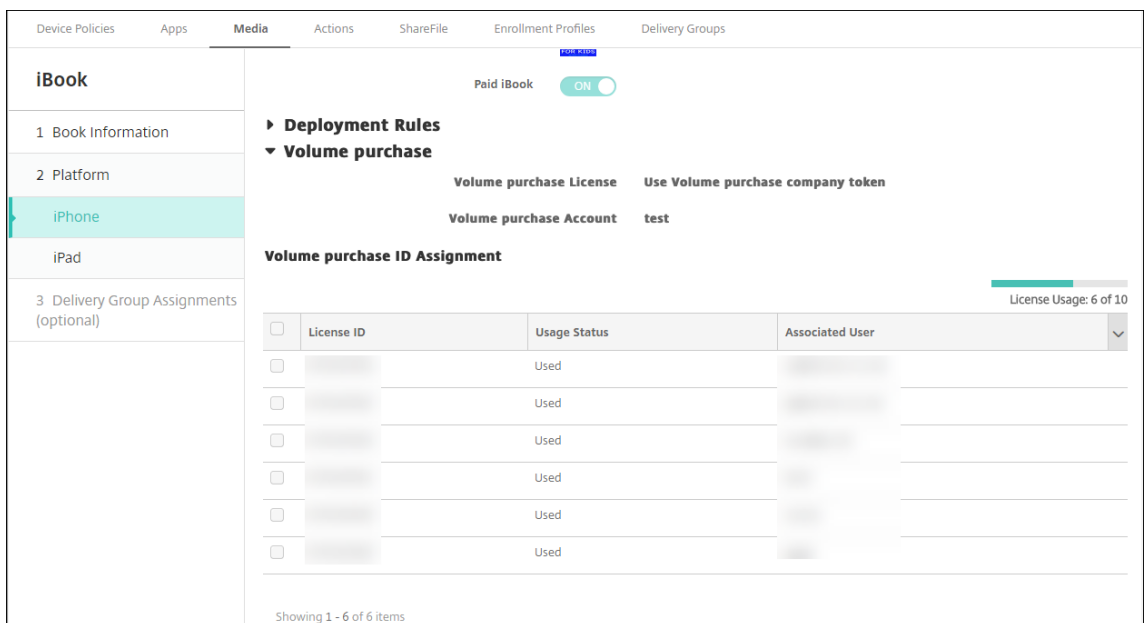 Device Policies Apps Media Actions ShareFile Enrollment Profiles Delivery Groups
iBook
1 Book Information
2 Platform
iPhone
iPad
3 Delivery Group Assignments
(optional)
FOR KIDS
Paid iBook ON
Deployment Rules
Volume purchase
Volume purchase License Use Volume purchase company token
Volume purchase Account test
Volume purchase ID Assignment
License Usage: 6 of 10
License ID Usage Status Associated User
Used
Used
Used
Used
Used
Used
Showing 1 - 6 of 6 items